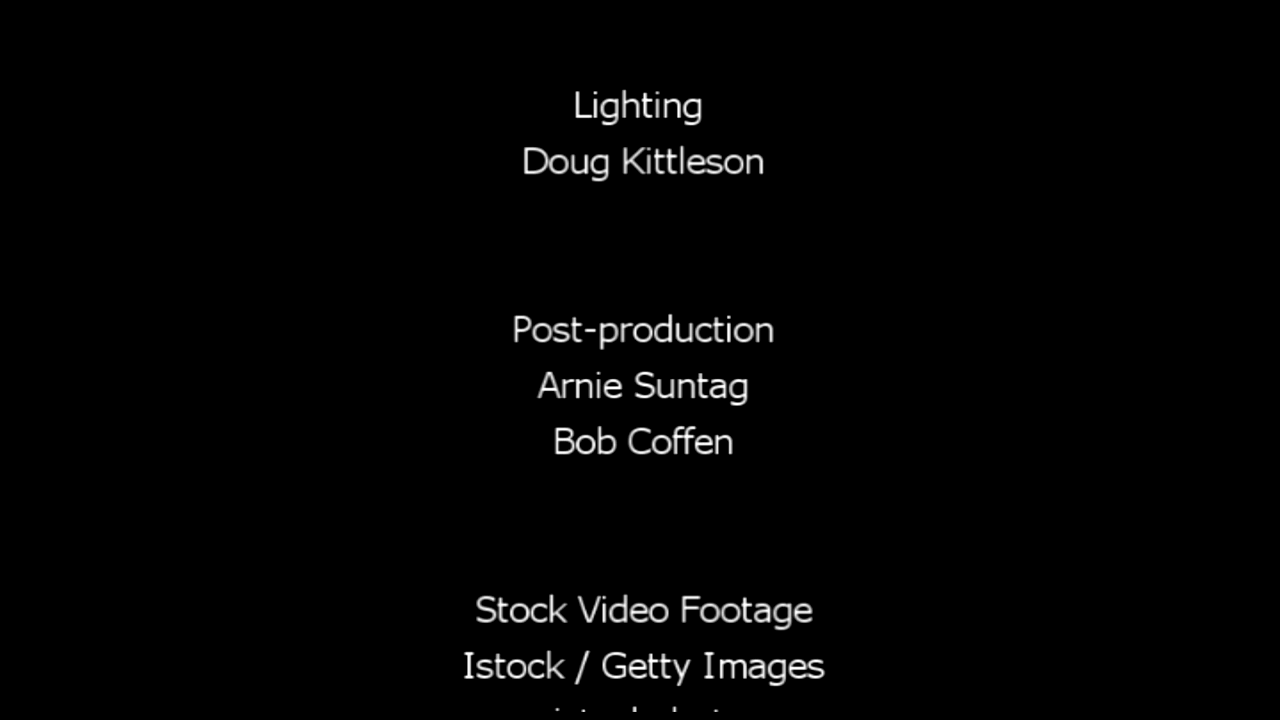 Lighting
Doug Kittleson
Post-production
Arnie Suntag
Bob Coffen
Stock Video Footage
Istock / Getty Images